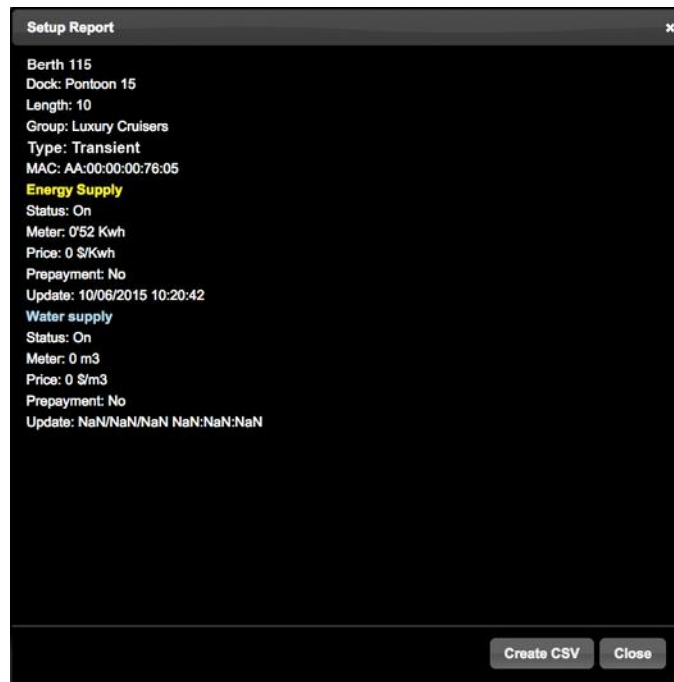 Setup Report
×
Berth 115
Dock: Pontoon 15
Length: 10
Group: Luxury Cruisers
Type: Transient
MAC: AA:00:00:00:76:05
Energy Supply
Status: On
Meter: 0'52 Kwh
Price: 0 $/Kwh
Prepayment: No
Update: 10/06/2015 10:20:42
Water supply
Status: On
Meter: 0 m3
Price: 0 $/m3
Prepayment: No
Update: NaN/NaN/NaN NaN:NaN:NaN
Create CSV Close